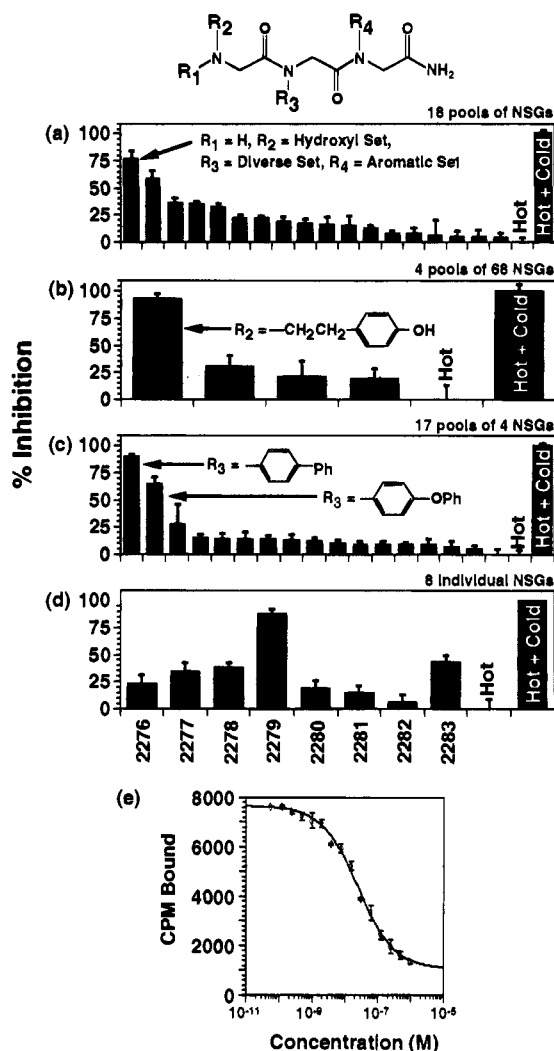 R2
O
R4
O
R1
N
N
N
NH2
R3
O
18 pools of NSGs
(a)
R1 = H, R2 = Hydroxyl Set,
R3 = Diverse Set, R4 = Aromatic Set
100
75
50
25
0
Hot
Hot + Cold
4 pools of 68 NSGs
(b)
R2 = —CH2CH2— OH
100
75
50
25
0
Hot
Hot + Cold
17 pools of 4 NSGs
(c)
R3 = Ph
R3 = OPh
100
75
50
25
0
Hot
Hot + Cold
8 individual NSGs
(d)
100
75
50
25
0
Hot
Hot + Cold
2276 2277 2278 2279 2280 2281 2282 2283
% Inhibition
(e)
8000
6000
4000
2000
0
CPM Bound
10-11 10-9 10-7 10-5
Concentration (M)